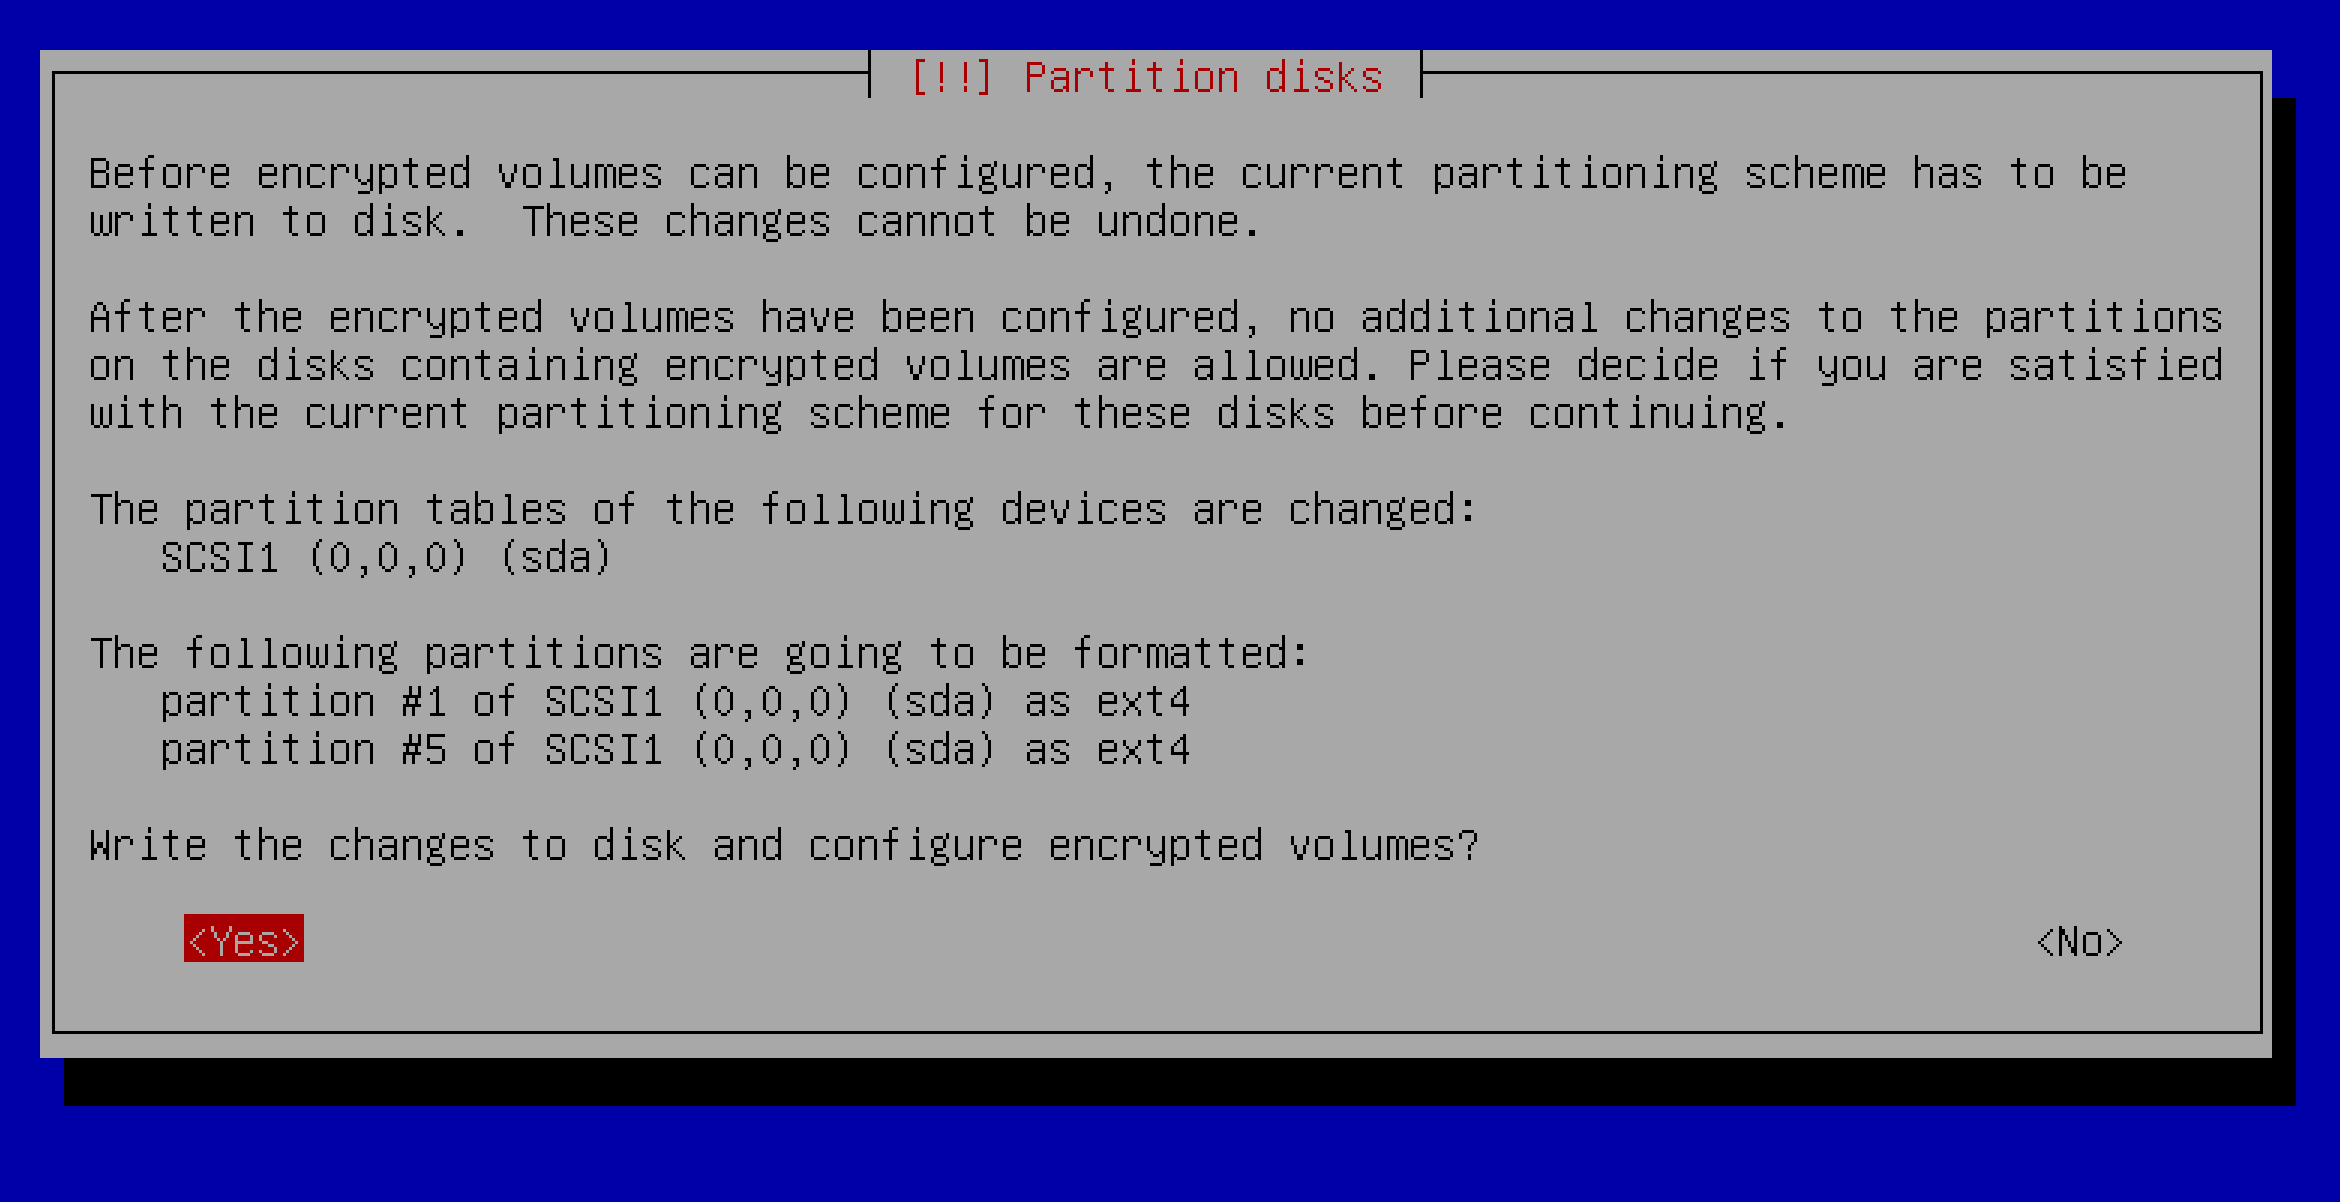 [!!] Partition disks
Before encrypted volumes can be configured, the current partitioning scheme has to be
written to disk.  These changes cannot be undone.
After the encrypted volumes have been configured, no additional changes to the partitions
on the disks containing encrypted volumes are allowed. Please decide if you are satisfied
with the current partitioning scheme for these disks before continuing.
The partition tables of the following devices are changed:
SCSI1 (0,0,0) (sda)
The following partitions are going to be formatted:
partition #1 of SCSI1 (0,0,0) (sda) as ext4
partition #5 of SCSI1 (0,0,0) (sda) as ext4
Write the changes to disk and configure encrypted volumes?
<Yes> <No>